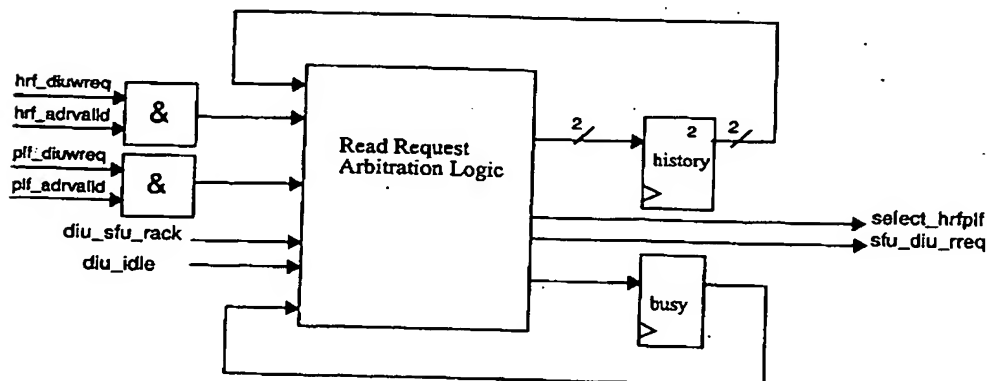 hrf_diuwreq
hrf_adrvalid
&
plf_diuwreq
plf_adrvalid
&
diu_sfu_rack
diu_idle
Read Request
Arbitration Logic
2
2
2
history
select_hrfplf
sfu_diu_rreq
busy